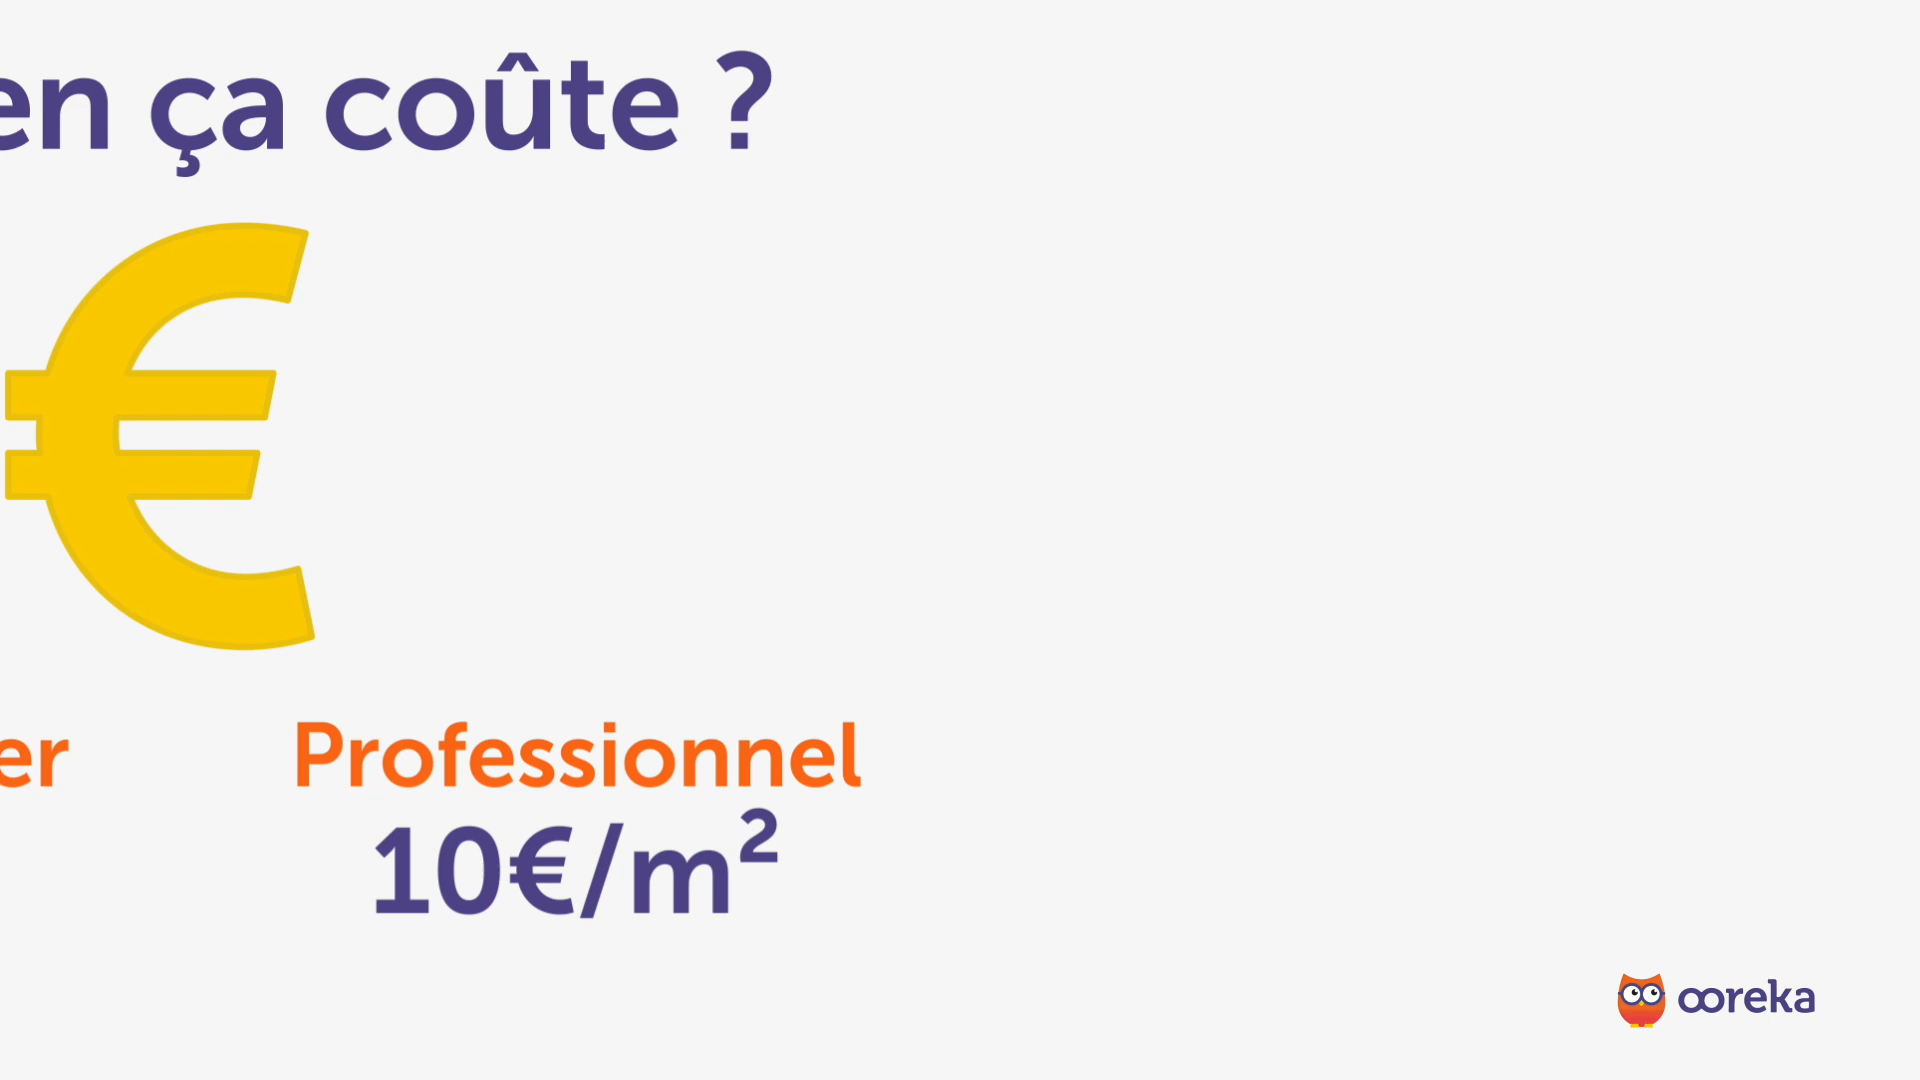 en ça coûte ?
€
er
Professionnel
10€/m²
ooreka